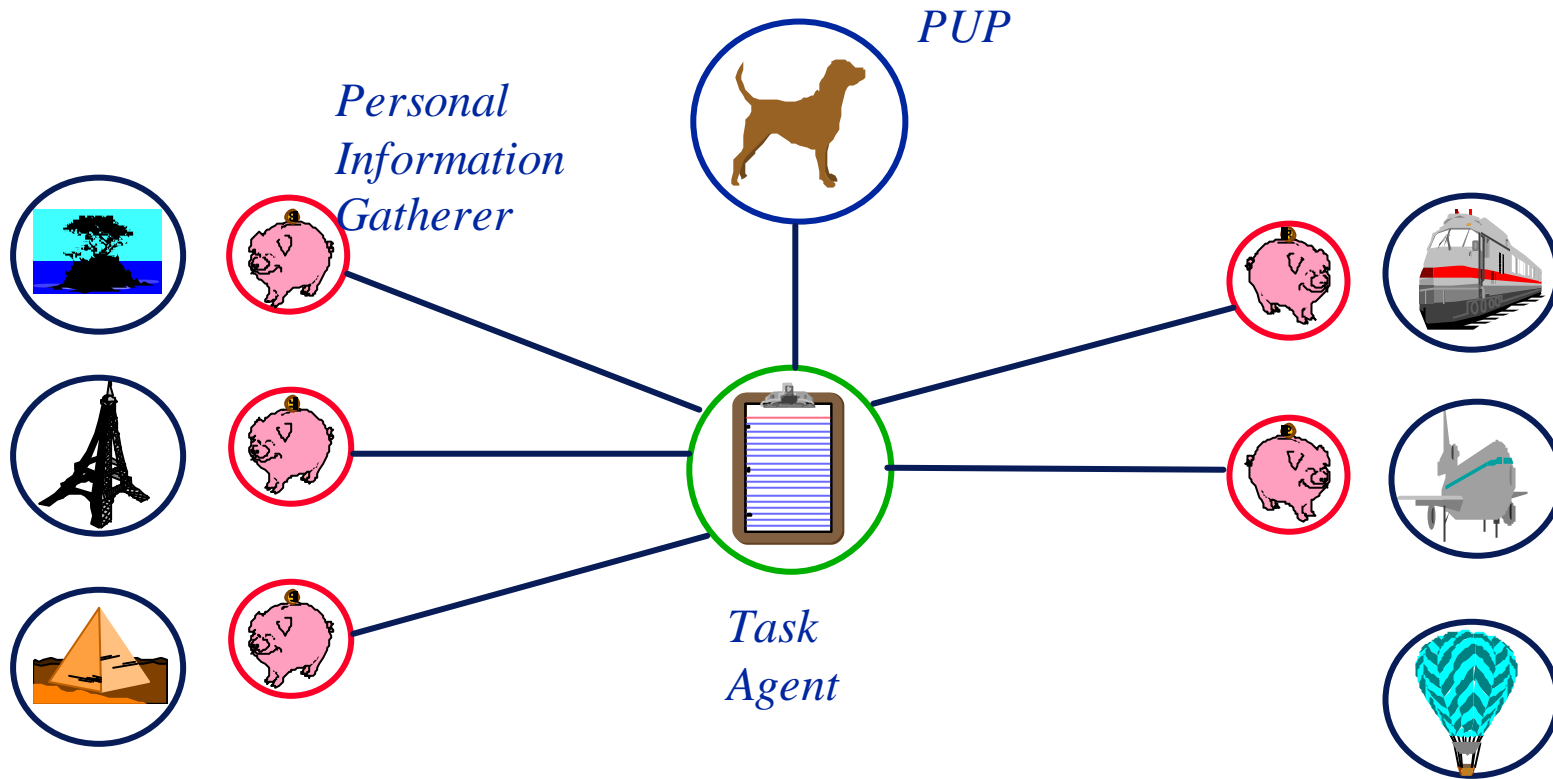 PUP
Personal
Information
Gatherer
Task
Agent